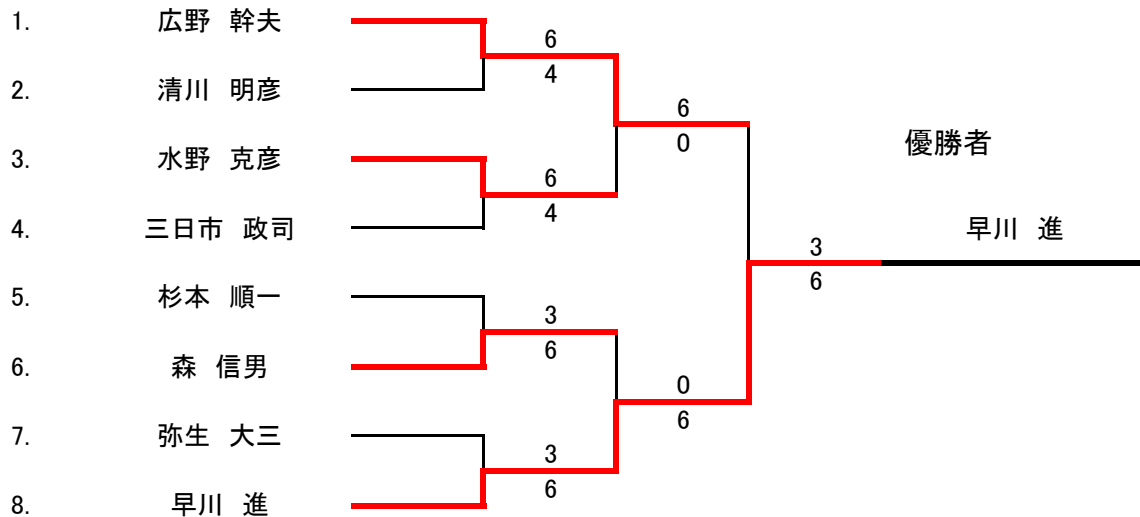 1. 広野 幹夫
6
4
2. 清川 明彦
6
0
優勝者
3. 水野 克彦
6
4
4. 三日市 政司
早川 進
3
6
5. 杉本 順一
3
6
6. 森 信男
0
6
7. 弥生 大三
3
6
8. 早川 進